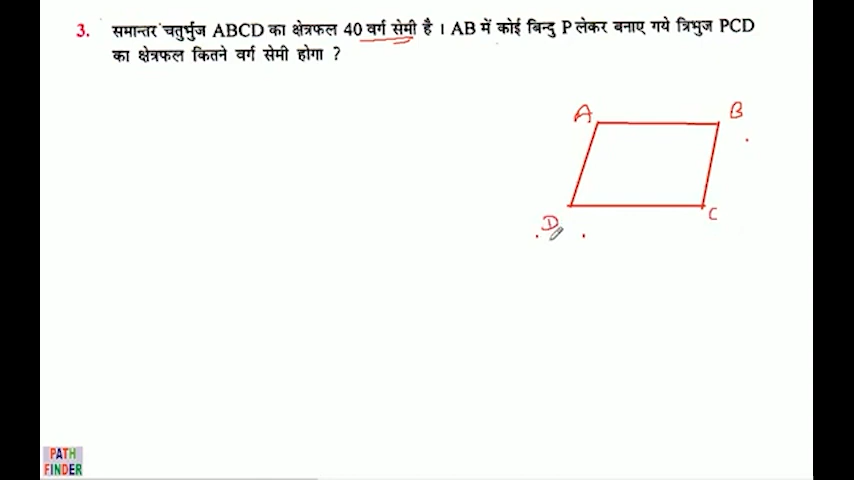 3. समान्तर चतुर्भुज ABCD का क्षेत्रफल 40 वर्ग सेमी है । AB में कोई बिन्दु P लेकर बनाए गये त्रिभुज PCD
का क्षेत्रफल कितने वर्ग सेमी होगा ?
A B
D C
PATH
FINDER